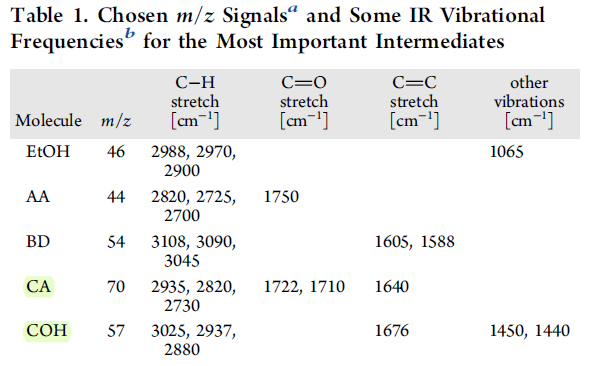 Table 1. Chosen m/z Signalsᵃ and Some IR Vibrational
Frequenciesᵇ for the Most Important Intermediates
C−H C=O C=C other
stretch stretch stretch vibrations
Molecule m/z [cm⁻¹] [cm⁻¹] [cm⁻¹] [cm⁻¹]
EtOH 46 2988, 2970, 1065
2900
AA 44 2820, 2725, 1750
2700
BD 54 3108, 3090, 1605, 1588
3045
CA 70 2935, 2820, 1722, 1710 1640
2730
COH 57 3025, 2937, 1676 1450, 1440
2880